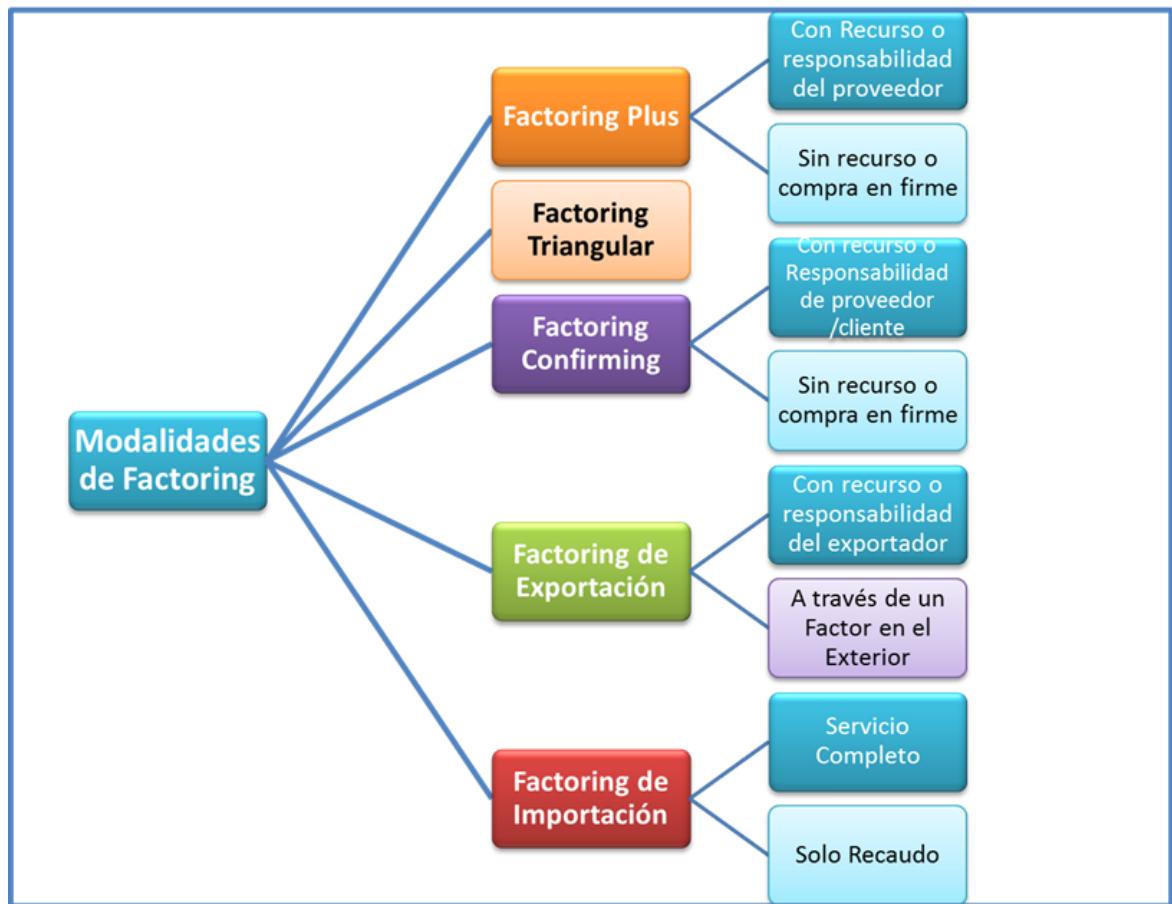 Modalidades
de Factoring
Factoring Plus
Con Recurso o
responsabilidad
del proveedor
Sin recurso o
compra en firme
Factoring
Triangular
Factoring
Confirming
Con recurso o
Responsabilidad
de proveedor
/cliente
Sin recurso o
compra en firme
Factoring de
Exportación
Con recurso o
responsabilidad
del exportador
A través de un
Factor en el
Exterior
Factoring de
Importación
Servicio
Completo
Solo Recaudo